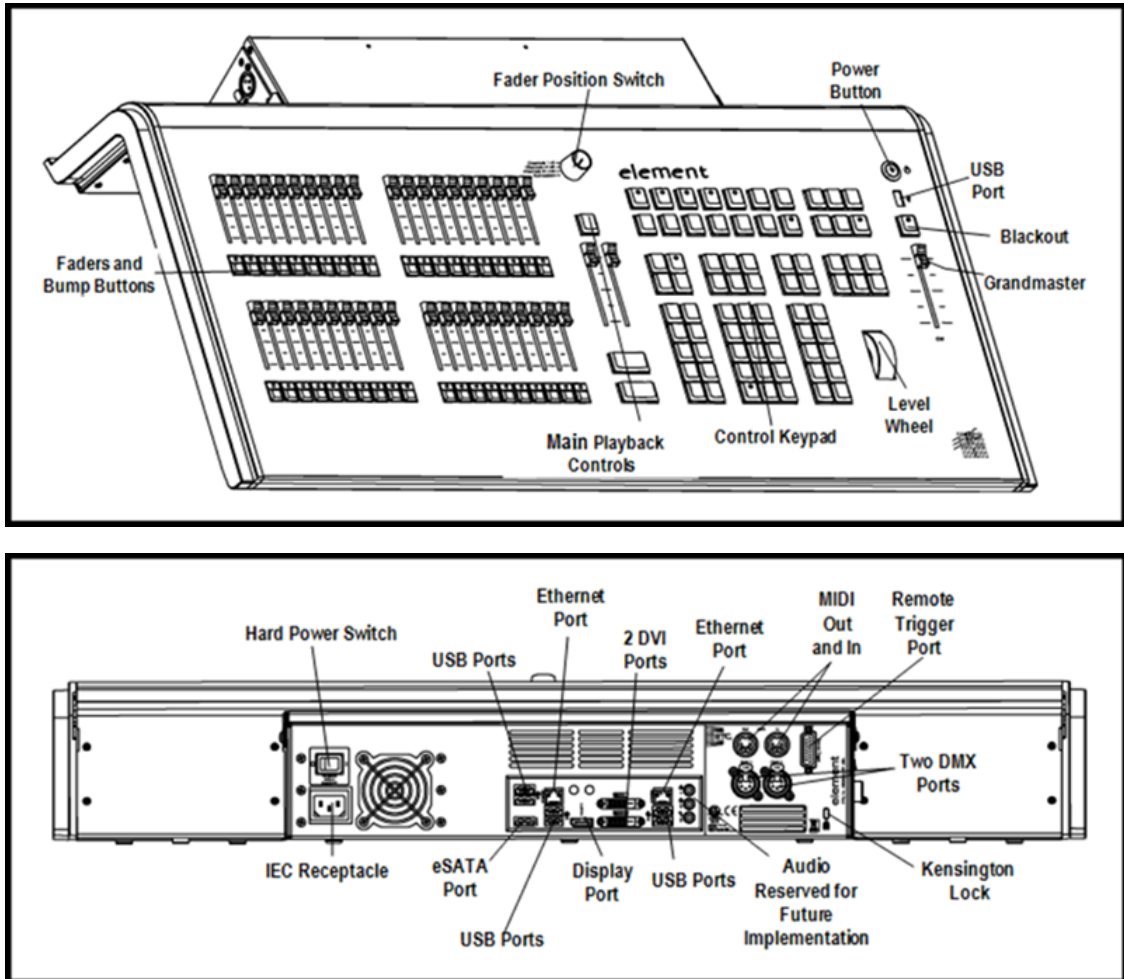 Fader Position Switch
Power
Button
element
USB
Port
Blackout
Grandmaster
Faders and
Bump Buttons
Level
Wheel
Main Playback
Controls
Control Keypad
Ethernet
Port
MIDI
Out
and In
Remote
Trigger
Port
Hard Power Switch
2 DVI
Ports
Ethernet
Port
USB Ports
Two DMX
Ports
element
IEC Receptacle
eSATA
Port
Display
Port
USB Ports
Audio
Reserved for
Future
Implementation
Kensington
Lock
USB Ports